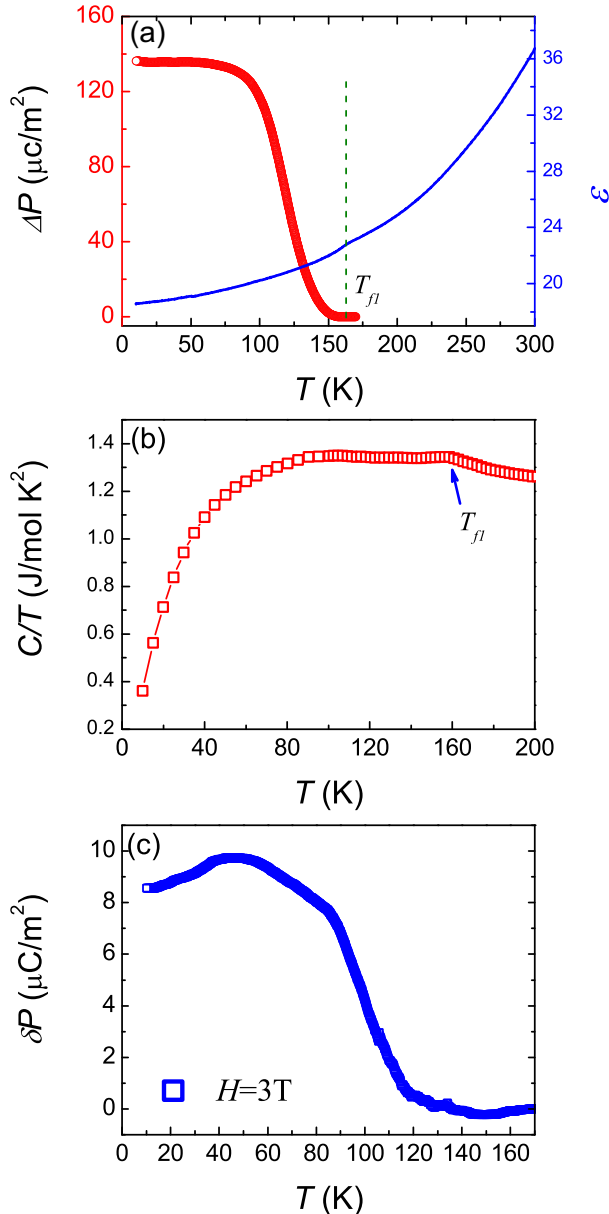 (a)
160
120
80
40
0
ΔP (μc/m²)
36
32
28
24
20
ε
T_f1
0 50 100 150 200 250 300
T (K)
(b)
1.4
1.2
1.0
0.8
0.6
0.4
0.2
C/T (J/mol K²)
T_f1
0 40 80 120 160 200
T (K)
(c)
10
8
6
4
2
0
δP (μC/m²)
H=3T
0 20 40 60 80 100 120 140 160
T (K)